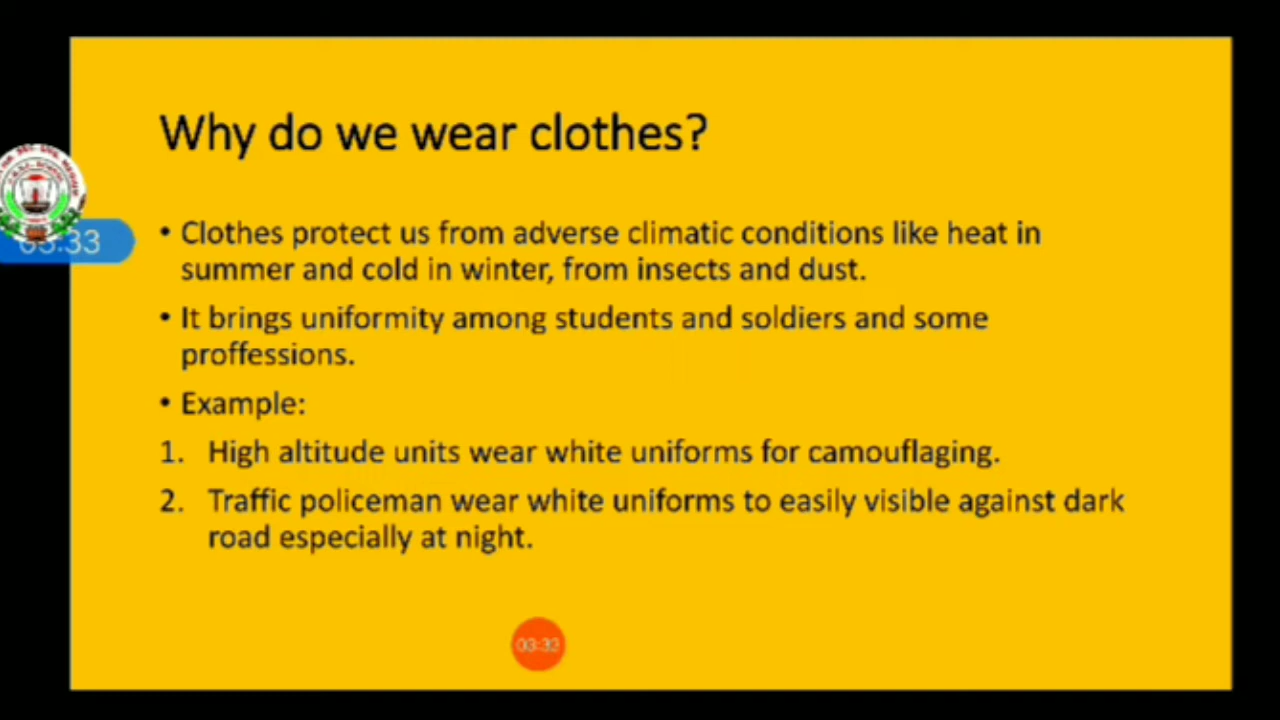 Why do we wear clothes?
• Clothes protect us from adverse climatic conditions like heat in
summer and cold in winter, from insects and dust.
• It brings uniformity among students and soldiers and some
proffessions.
• Example:
1. High altitude units wear white uniforms for camouflaging.
2. Traffic policeman wear white uniforms to easily visible against dark
road especially at night.
03:33
03:32